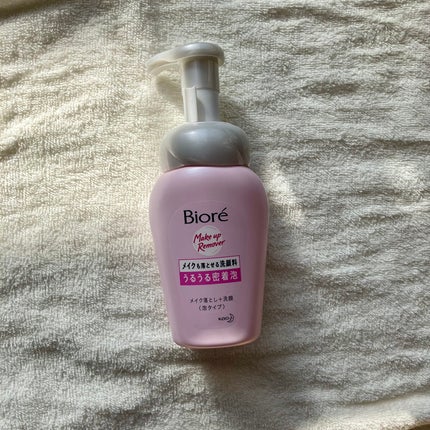 Bioré
Make up
Remover
メイクも落とせる洗顔料
うるうる密着泡
メイク落とし+洗顔
(泡タイプ)
Kao